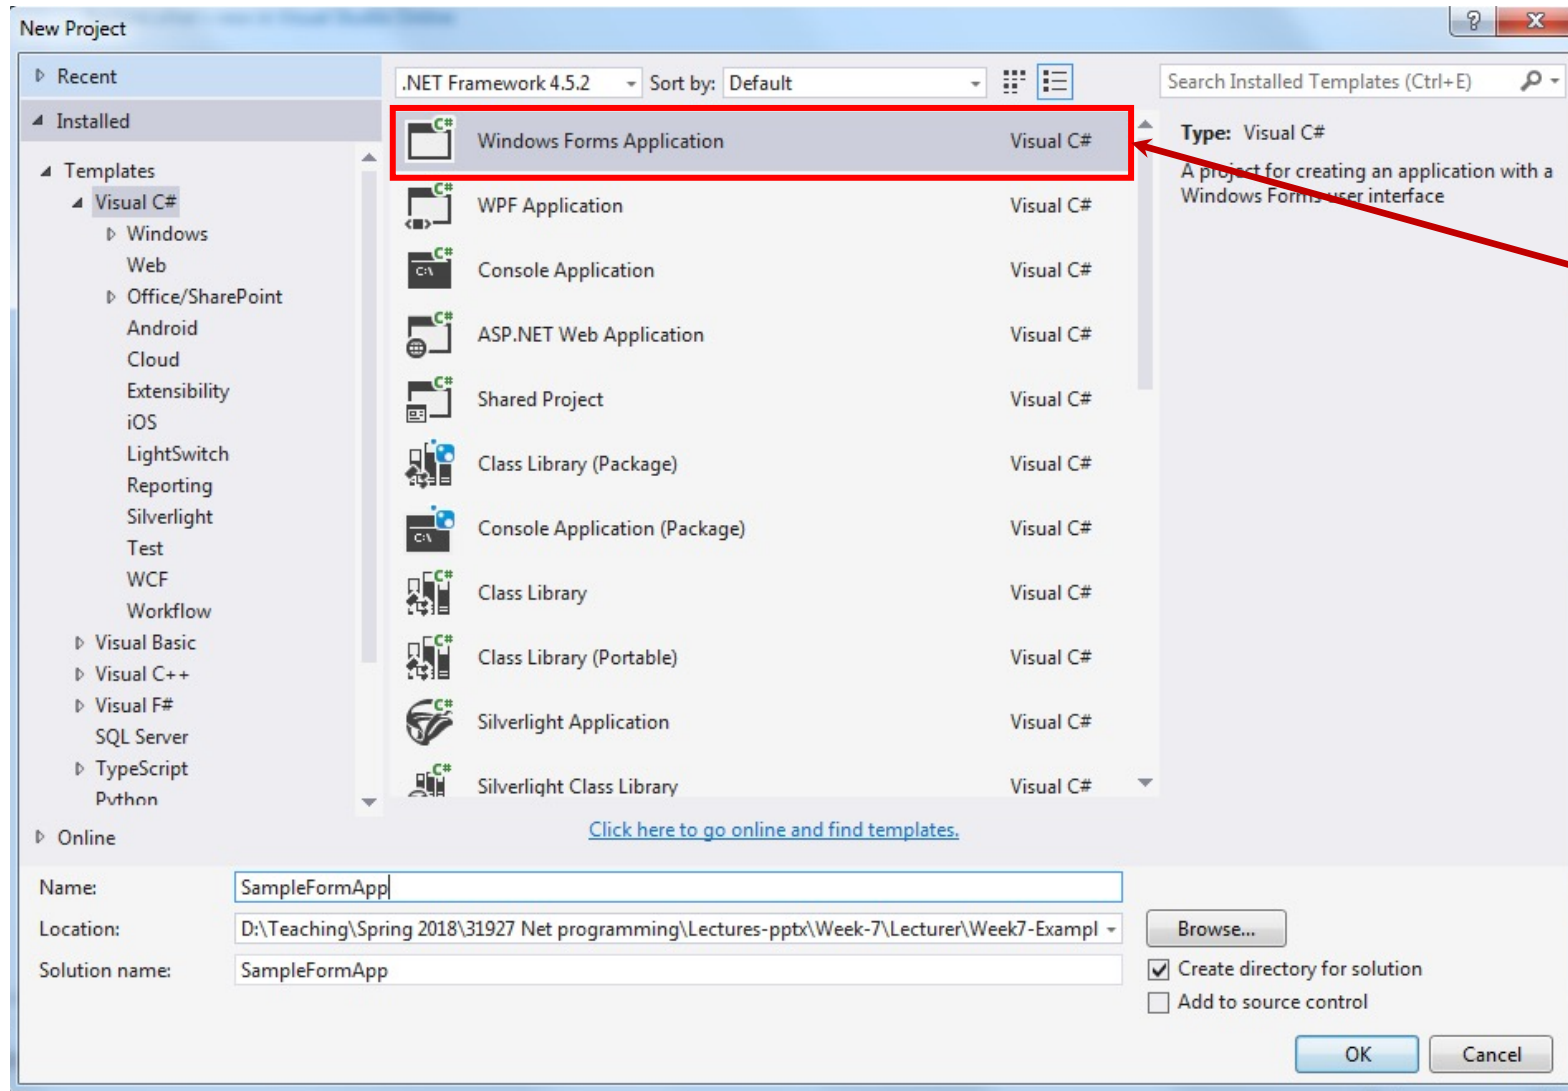 New Project
Recent
Installed
Templates
Visual C#
Windows
Web
Office/SharePoint
Android
Cloud
Extensibility
iOS
LightSwitch
Reporting
Silverlight
Test
WCF
Workflow
Visual Basic
Visual C++
Visual F#
SQL Server
TypeScript
Python
Online
.NET Framework 4.5.2 Sort by: Default
Windows Forms Application Visual C#
WPF Application Visual C#
Console Application Visual C#
ASP.NET Web Application Visual C#
Shared Project Visual C#
Class Library (Package) Visual C#
Console Application (Package) Visual C#
Class Library Visual C#
Class Library (Portable) Visual C#
Silverlight Application Visual C#
Silverlight Class Library Visual C#
Click here to go online and find templates.
Search Installed Templates (Ctrl+E)
Type: Visual C#
A project for creating an application with a
Windows Forms user interface
Name: SampleFormApp
Location: D:\Teaching\Spring 2018\31927 Net programming\Lectures-pptx\Week-7\Lecturer\Week7-Exampl Browse...
Solution name: SampleFormApp
Create directory for solution
Add to source control
OK Cancel